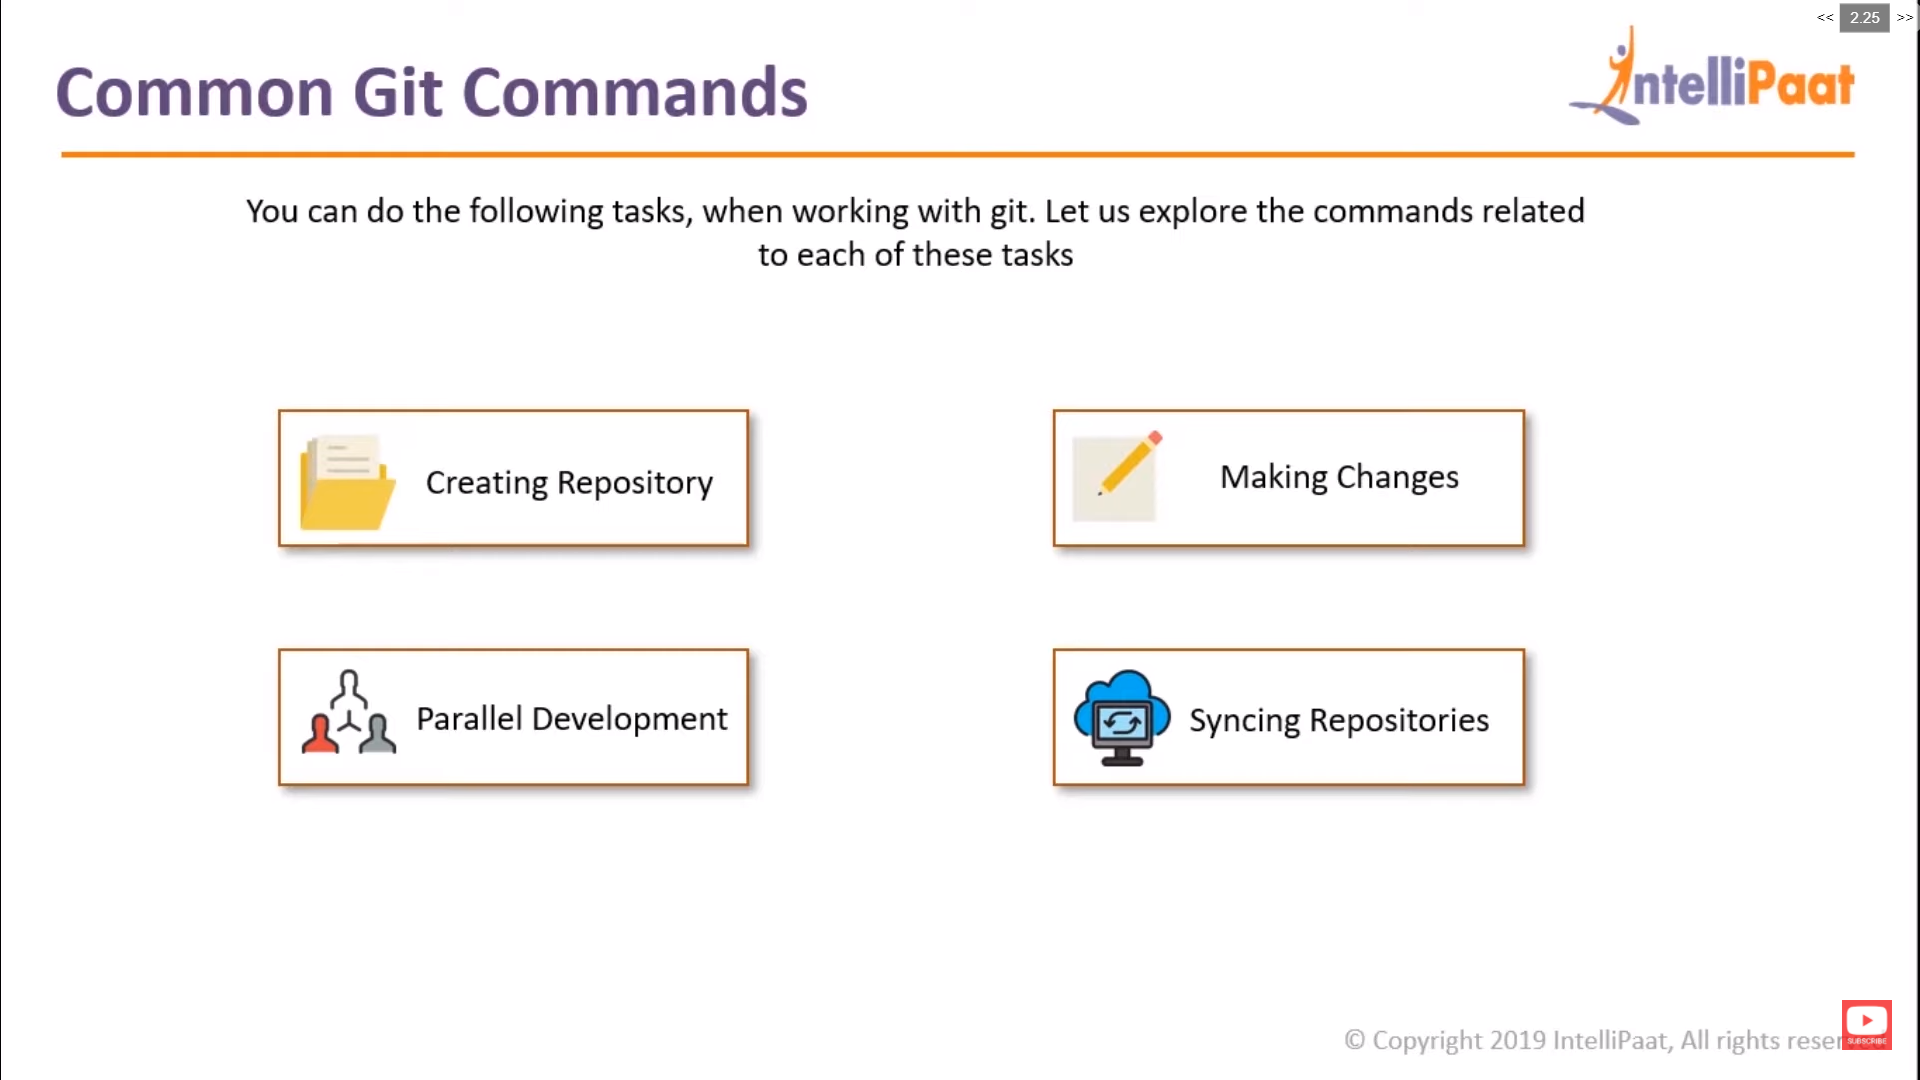 << 2.25 >>
Common Git Commands
IntelliPaat
You can do the following tasks, when working with git. Let us explore the commands related
to each of these tasks
Creating Repository
Making Changes
Parallel Development
Syncing Repositories
© Copyright 2019 IntelliPaat, All rights
SUBSCRIBE